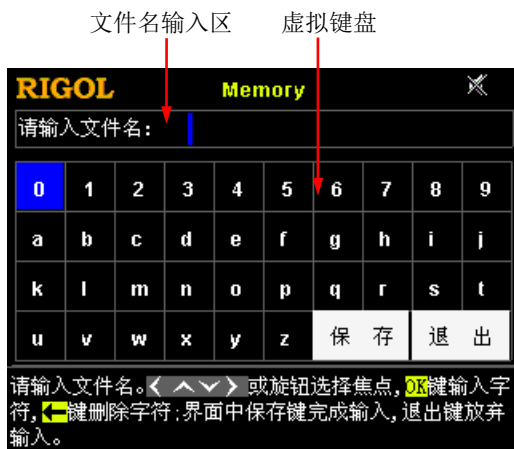 文件名输入区 虚拟键盘
RIGOL Memory
请输入文件名:
0 1 2 3 4 5 6 7 8 9
a b c d e f g h i j
k l m n o p q r s t
u v w x y z 保存 退出
请输入文件名。或旋钮选择焦点,OK键输入字
符,←键删除字符;界面中保存键完成输入,退出键放弃
输入。